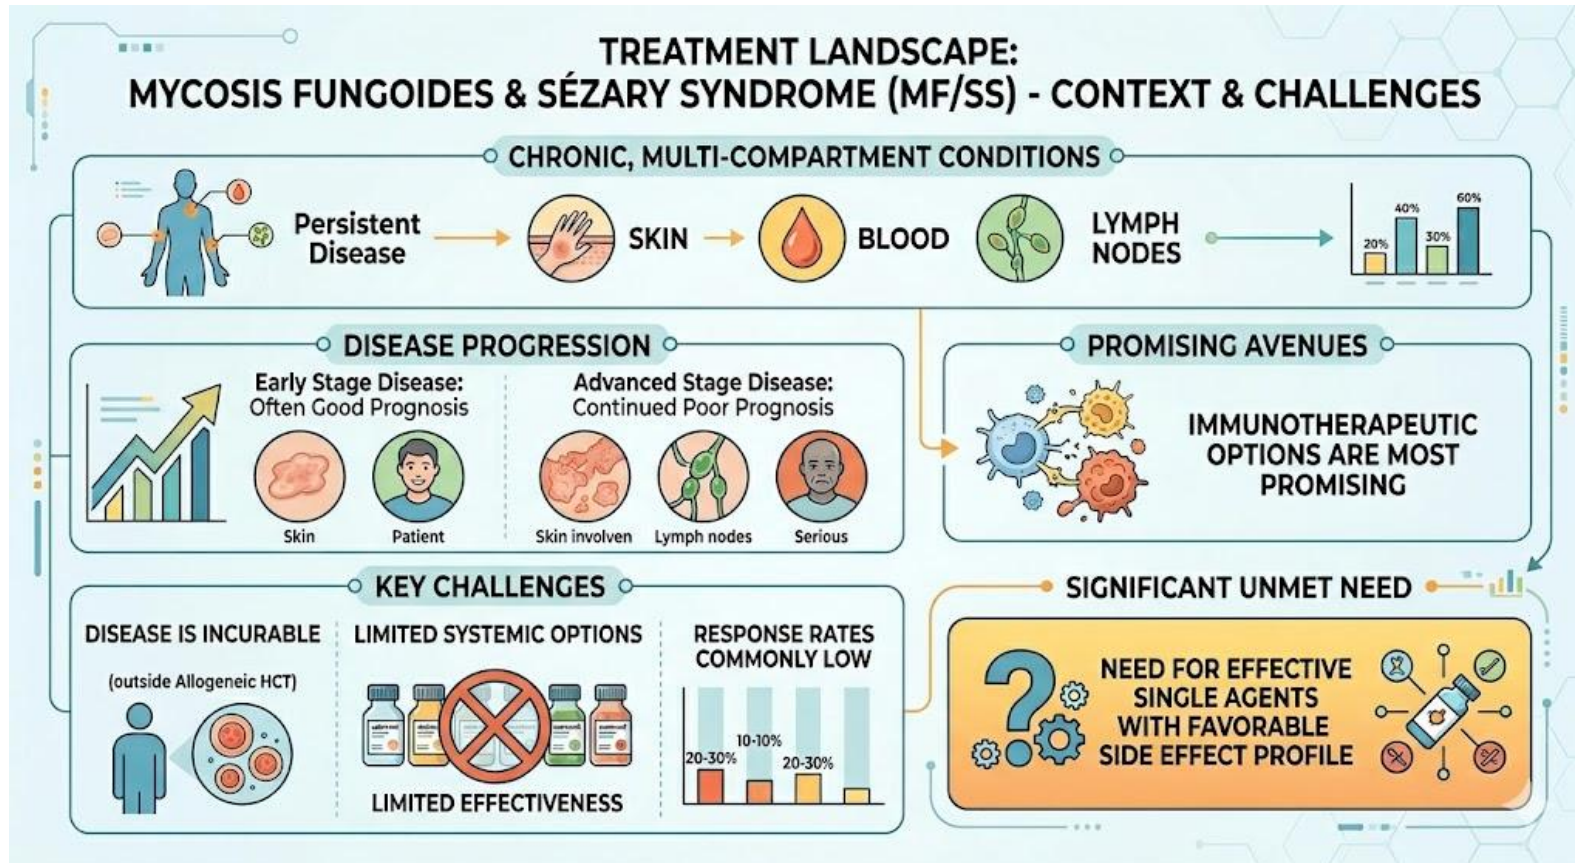 TREATMENT LANDSCAPE:
MYCOSIS FUNGOIDES & SÉZARY SYNDROME (MF/SS) - CONTEXT & CHALLENGES
CHRONIC, MULTI-COMPARTMENT CONDITIONS
Persistent
Disease
SKIN
BLOOD
LYMPH
NODES
20%
40%
30%
60%
DISEASE PROGRESSION
Early Stage Disease:
Often Good Prognosis
Skin
Patient
Advanced Stage Disease:
Continued Poor Prognosis
Skin involven
Lymph nodes
Serious
PROMISING AVENUES
IMMUNOTHERAPEUTIC
OPTIONS ARE MOST
PROMISING
KEY CHALLENGES
DISEASE IS INCURABLE
(outside Allogeneic HCT)
LIMITED SYSTEMIC OPTIONS
LIMITED EFFECTIVENESS
RESPONSE RATES
COMMONLY LOW
20-30%
10-10%
20-30%
SIGNIFICANT UNMET NEED
NEED FOR EFFECTIVE
SINGLE AGENTS
WITH FAVORABLE
SIDE EFFECT PROFILE